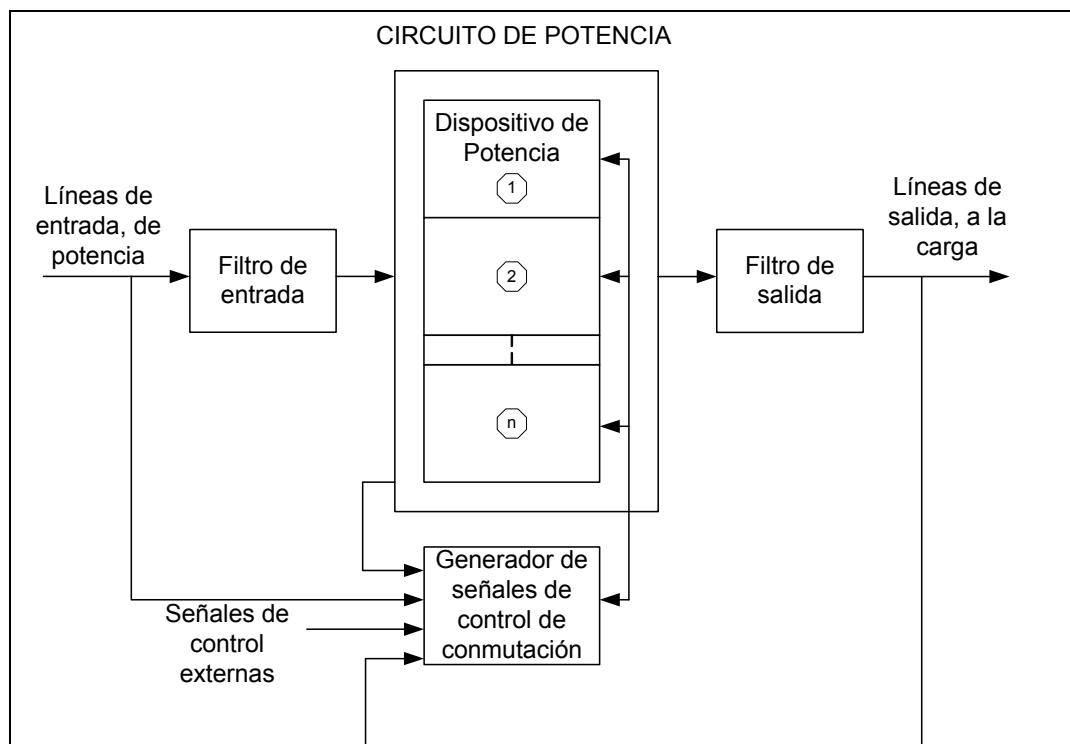 CIRCUITO DE POTENCIA
Dispositivo de
Potencia
1
Líneas de
entrada, de
potencia
Filtro de
entrada
2
Filtro de
salida
Líneas de
salida, a la
carga
n
Generador de
señales de
control de
conmutación
Señales de
control
externas